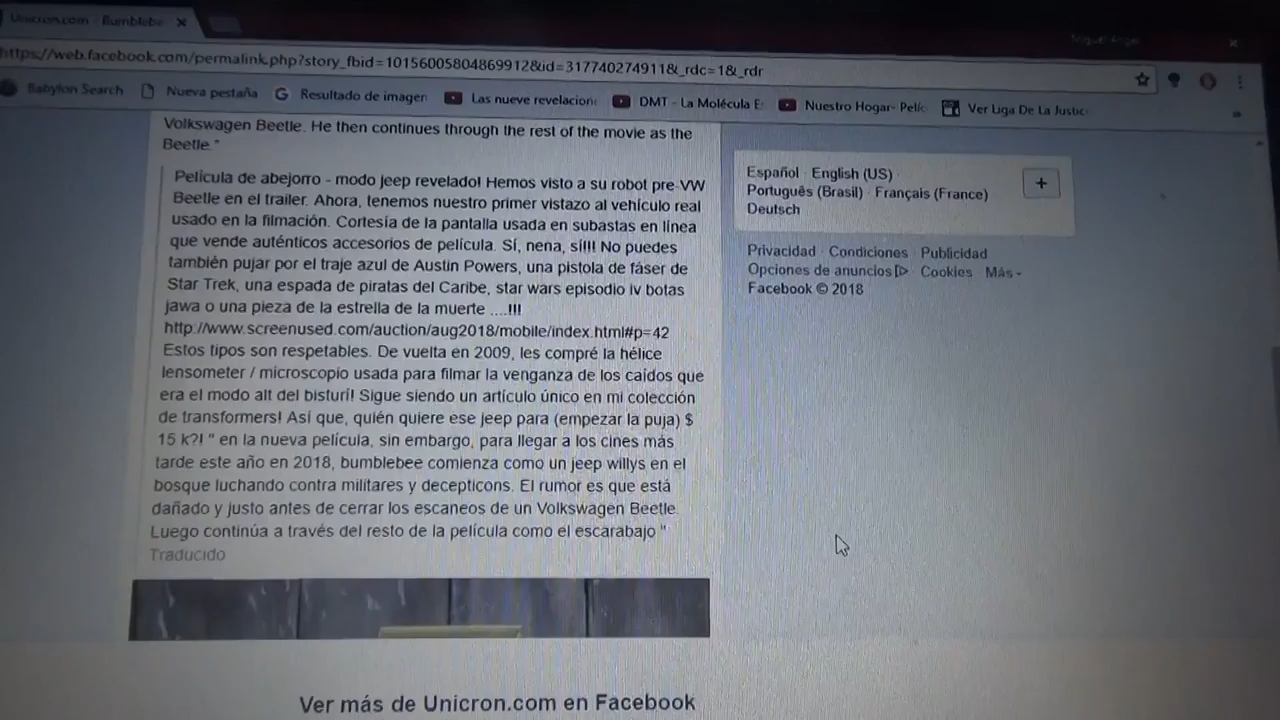 Unicron.com - Bumblebe
Miguel Angel
https://web.facebook.com/permalink.php?story_fbid=10156005804869912&id=317740274911&_rdc=1&_rdr
Babylon Search Nueva pestaña Resultado de imagen Las nueve revelacione DMT - La Molécula E Nuestro Hogar- Pelíc Ver Liga De La Justic
Volkswagen Beetle. He then continues through the rest of the movie as the
Beetle."
Película de abejorro - modo jeep revelado! Hemos visto a su robot pre-VW
Beetle en el trailer. Ahora, tenemos nuestro primer vistazo al vehículo real
usado en la filmación. Cortesía de la pantalla usada en subastas en línea
que vende auténticos accesorios de película. Sí, nena, sí!!! No puedes
también pujar por el traje azul de Austin Powers, una pistola de fáser de
Star Trek, una espada de piratas del Caribe, star wars episodio iv botas
jawa o una pieza de la estrella de la muerte ....!!!
http://www.screenused.com/auction/aug2018/mobile/index.html#p=42
Estos tipos son respetables. De vuelta en 2009, les compré la hélice
lensometer / microscopio usada para filmar la venganza de los caídos que
era el modo alt del bisturí! Sigue siendo un artículo único en mi colección
de transformers! Así que, quién quiere ese jeep para (empezar la puja) $
15 k?! " en la nueva película, sin embargo, para llegar a los cines más
tarde este año en 2018, bumblebee comienza como un jeep willys en el
bosque luchando contra militares y decepticons. El rumor es que está
dañado y justo antes de cerrar los escaneos de un Volkswagen Beetle.
Luego continúa a través del resto de la película como el escarabajo "
Traducido
Ver más de Unicron.com en Facebook
Español · English (US) ·
Português (Brasil) · Français (France)
Deutsch
+
Privacidad · Condiciones · Publicidad
Opciones de anuncios · Cookies · Más
Facebook © 2018